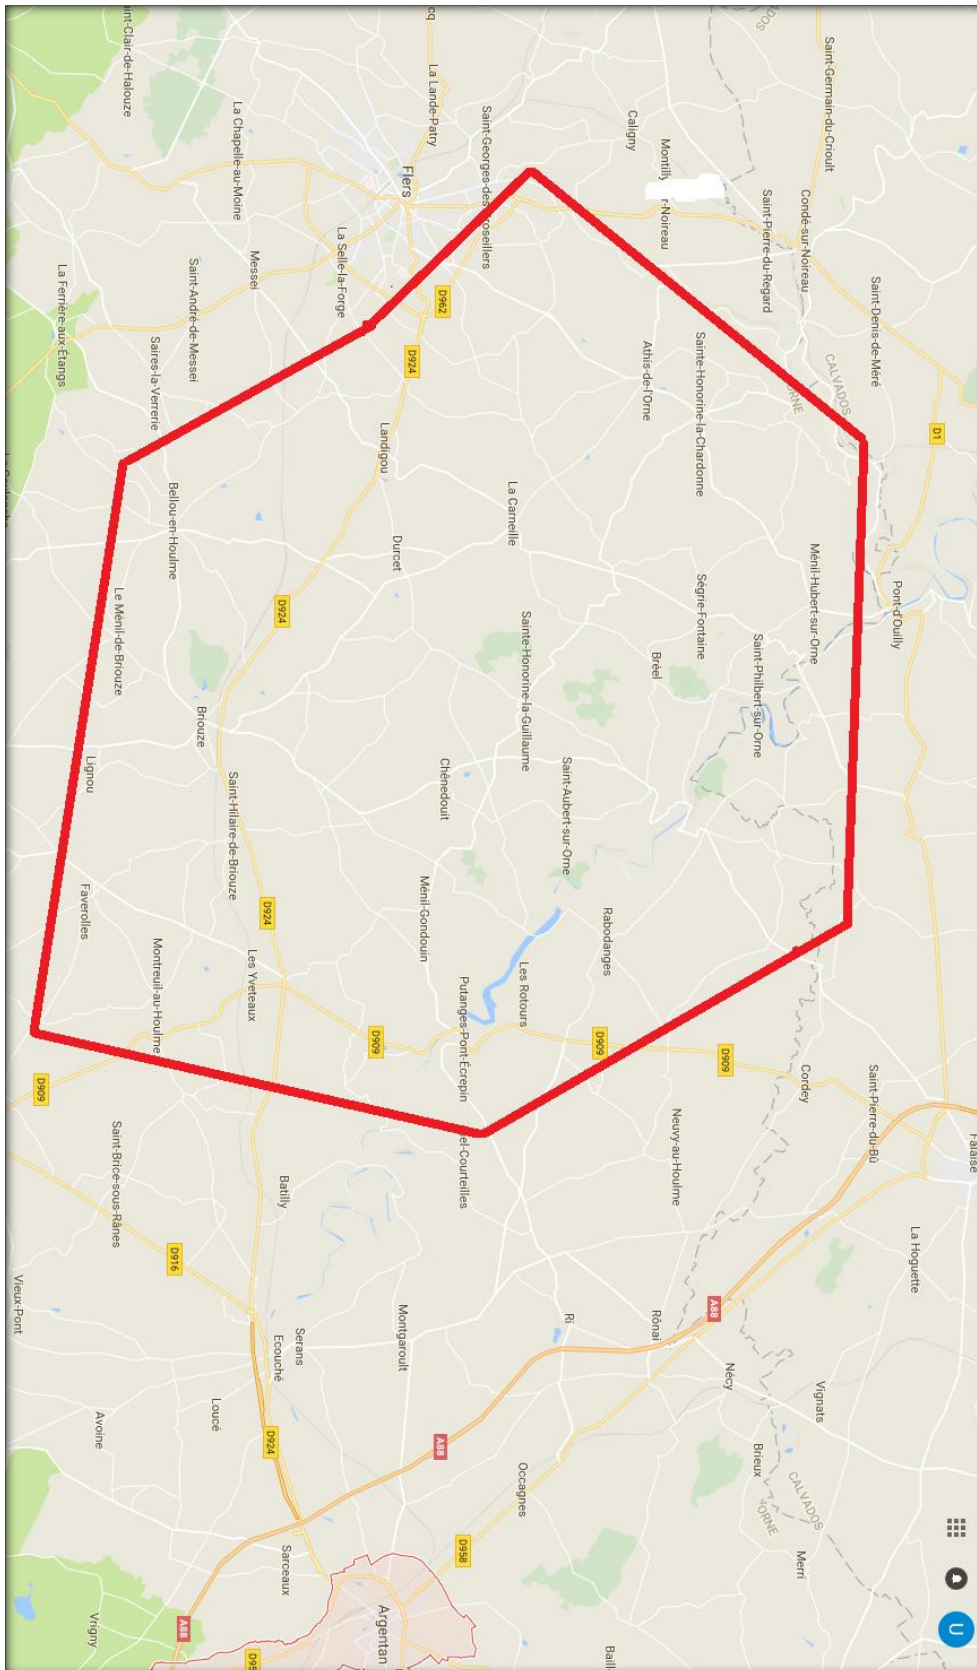 Falaise
U
D1
La Hoguette
Pont-d'Ouilly
Saint-Denis-de-Méré
Saint-Pierre-du-Bû
CALVADOS
Saint-Germain-du-Crioult
Vignats
Ménil-Hubert-sur-Orne
Condé-sur-Noireau
Cordey
CALVADOS
Merri
ORNE
Saint-Pierre-du-Regard
ORNE
Saint-Philbert-sur-Orne
Brieux
Nécy
D909
A88
Sainte-Honorine-la-Chardonne
Ségrie-Fontaine
Neuvy-au-Houlme
Montilly
r-Noireau
Bréel
Rônai
Athis-de-l'Orne
Caligny
Rabodanges
D909
Ri
Saint-Aubert-sur-Orne
Sainte-Honorine-la-Guillaume
Les Rotours
Occagnes
La Carneille
Saint-Georges-des-Groseillers
Putanges-Pont-Écrepin
el-Courteilles
D958
D962
Chênedouit
A88
La Lande-Patry
Ménil-Gondouin
D924
Flers
Durcet
Montgaroult
Landigou
Argentan
D909
La Selle-la-Forge
Serans
D924
Batilly
Ecouché
Sarceaux
D924
D924
Messei
Les Yveteaux
La Chapelle-au-Moine
Saint-Hilaire-de-Briouze
Loucé
Briouze
Saint-André-de-Messei
A88
Bellou-en-Houlme
D916
Saires-la-Verrerie
Montreuil-au-Houlme
int-Clair-de-Halouze
Le Ménil-de-Briouze
Saint-Brice-sous-Rânes
Avoine
Lignou
Vrigny
Faverolles
La Ferrière-aux-Étangs
D909
Vieux-Pont